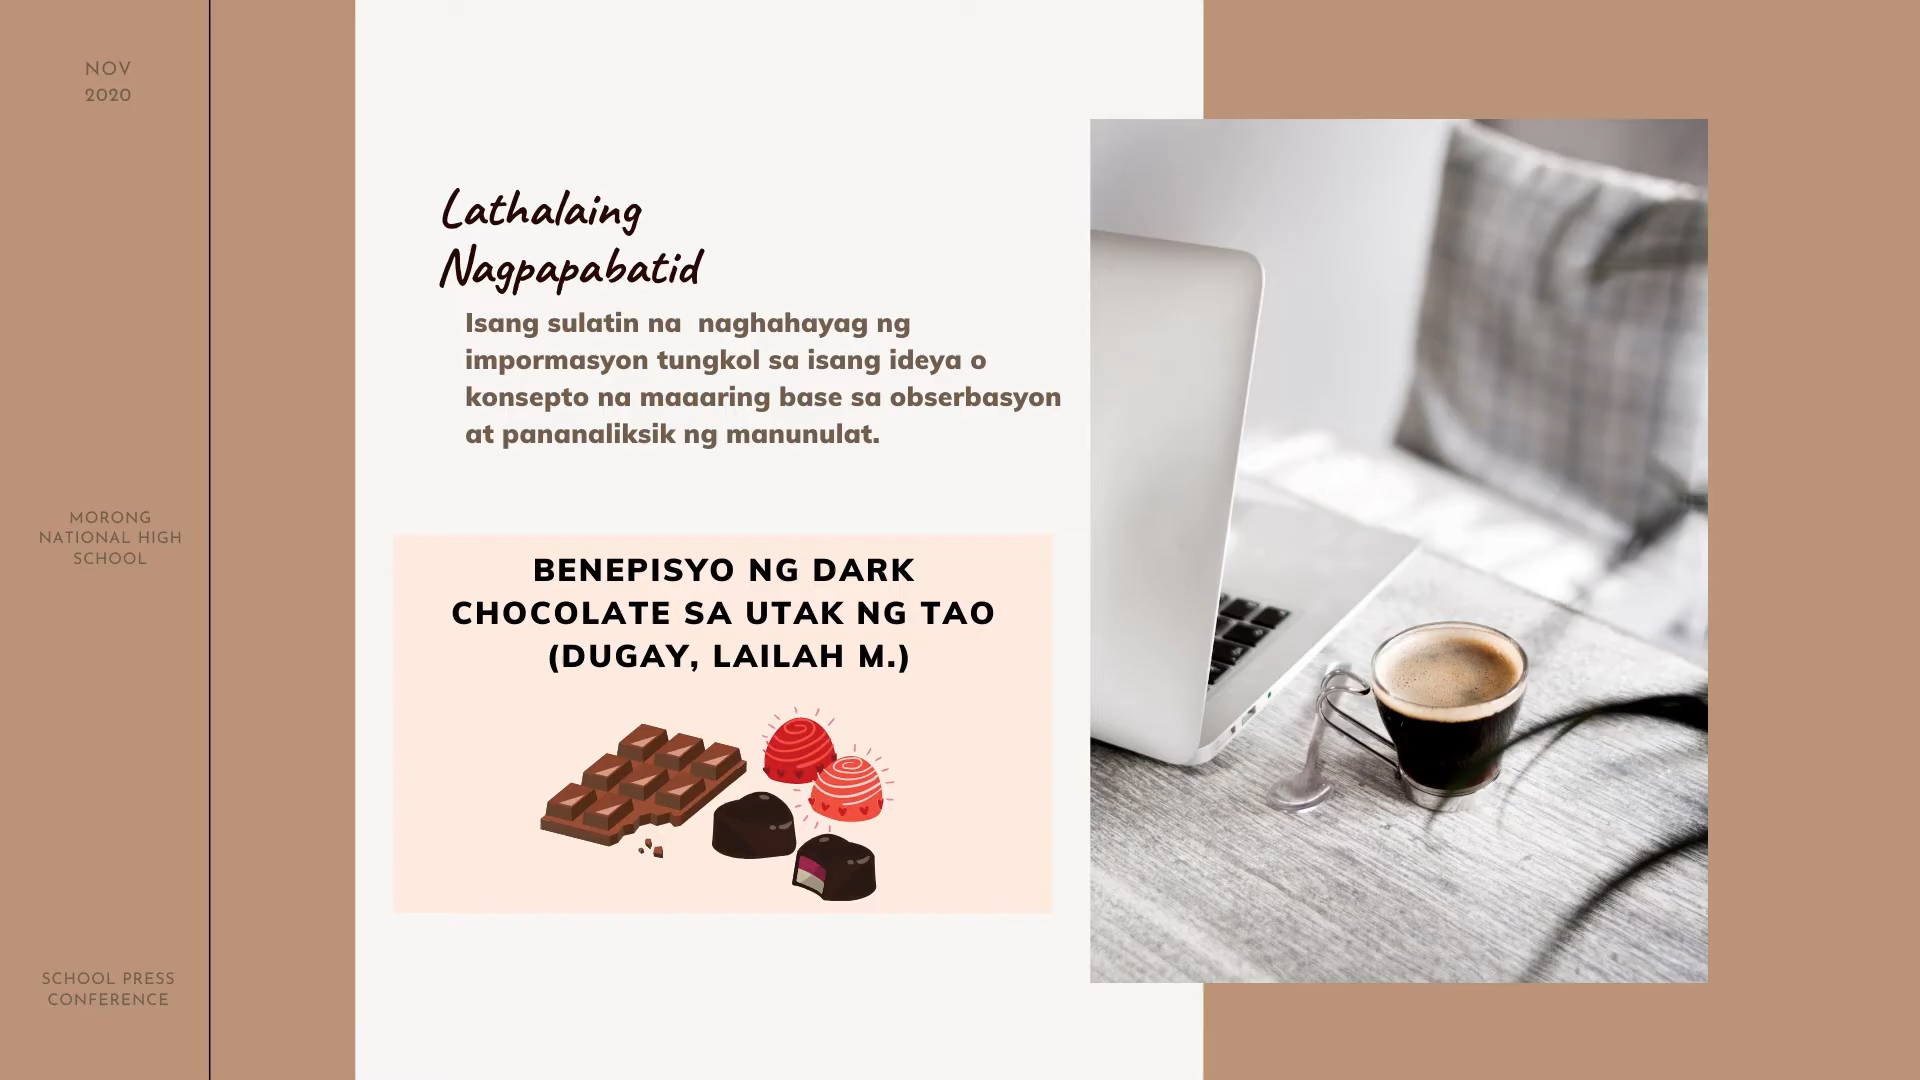 NOV
2020
MORONG
NATIONAL HIGH
SCHOOL
SCHOOL PRESS
CONFERENCE
Lathalaing
Nagpapabatid
Isang sulatin na  naghahayag ng
impormasyon tungkol sa isang ideya o
konsepto na maaaring base sa obserbasyon
at pananaliksik ng manunulat.
BENEPISYO NG DARK
CHOCOLATE SA UTAK NG TAO
(DUGAY, LAILAH M.)